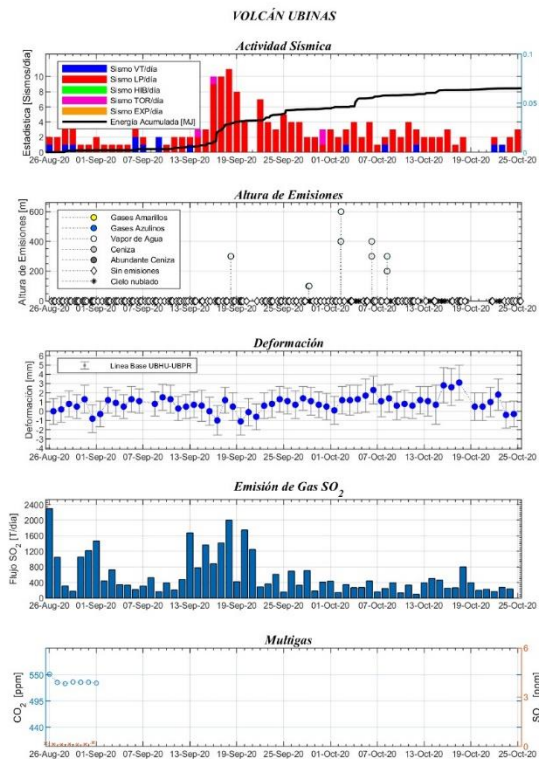 VOLCÁN UBINAS
Actividad Sísmica
Estadística [Sismos/día]
10
8
6
4
2
0
Sismo VT/día
Sismo LP/día
Sismo HIB/día
Sismo TOR/día
Sismo EXP/día
Energía Acumulada [MJ]
0.1
0.05
0
26-Aug-20 01-Sep-20 07-Sep-20 13-Sep-20 19-Sep-20 25-Sep-20 01-Oct-20 07-Oct-20 13-Oct-20 19-Oct-20 25-Oct-20
Altura de Emisiones
Altura de Emisiones [m]
600
400
200
0
Gases Amarillos
Gases Azulinos
Vapor de Agua
Ceniza
Abundante Ceniza
Sin emisiones
Cielo nublado
26-Aug-20 01-Sep-20 07-Sep-20 13-Sep-20 19-Sep-20 25-Sep-20 01-Oct-20 07-Oct-20 13-Oct-20 19-Oct-20 25-Oct-20
Deformación
Deformación [mm]
6
5
4
3
2
1
0
-1
-2
-3
-4
Linea Base UBHU-UBPR
26-Aug-20 01-Sep-20 07-Sep-20 13-Sep-20 19-Sep-20 25-Sep-20 01-Oct-20 07-Oct-20 13-Oct-20 19-Oct-20 25-Oct-20
Emisión de Gas SO2
Flujo SO2 [T/día]
2400
2000
1600
1200
800
400
0
26-Aug-20 01-Sep-20 07-Sep-20 13-Sep-20 19-Sep-20 25-Sep-20 01-Oct-20 07-Oct-20 13-Oct-20 19-Oct-20 25-Oct-20
Multigas
CO2 [ppm]
550
495
440
6
4
2
0
SO2 [ppm]
26-Aug-20 01-Sep-20 07-Sep-20 13-Sep-20 19-Sep-20 25-Sep-20 01-Oct-20 07-Oct-20 13-Oct-20 19-Oct-20 25-Oct-20